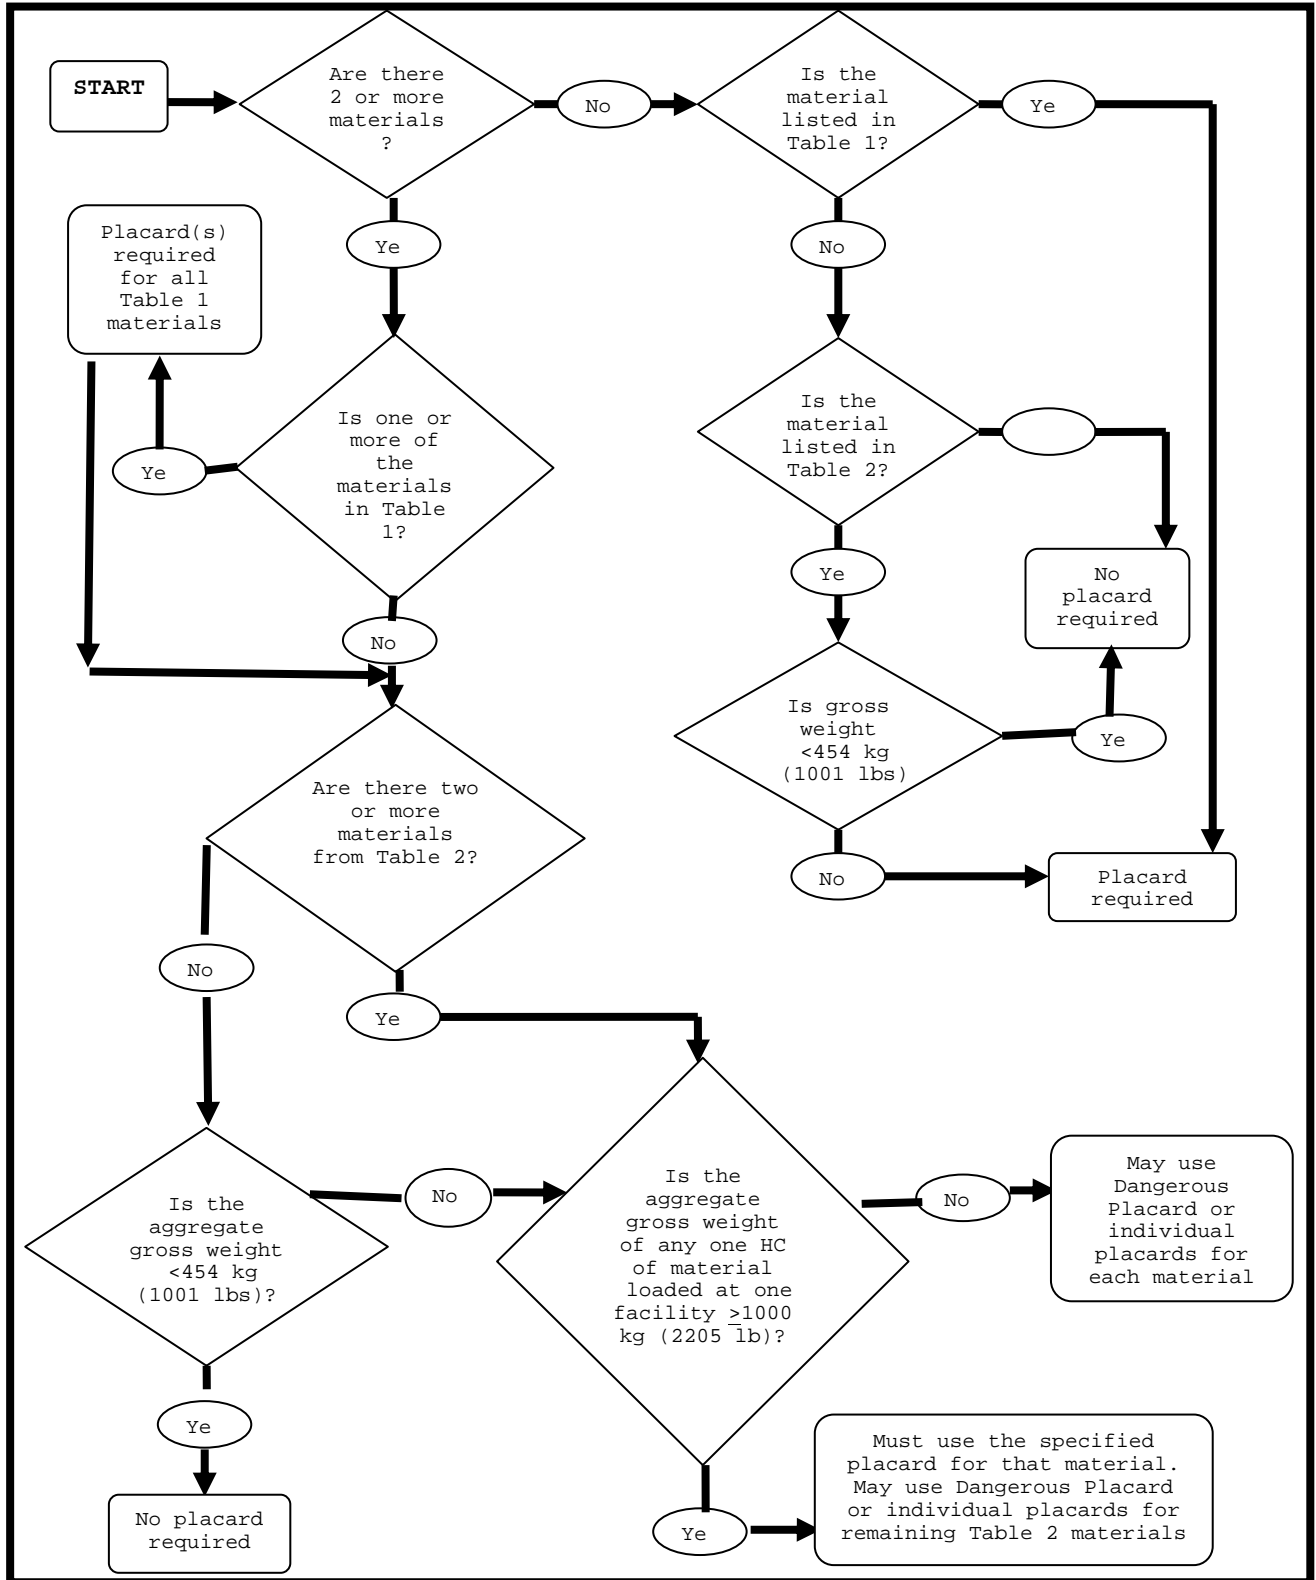 START
Are there
2 or more
materials
?
No
Is the
material
listed in
Table 1?
Ye
Placard(s)
required
for all
Table 1
materials
Ye
No
Is one or
more of
the
materials
in Table
1?
Ye
Is the
material
listed in
Table 2?
Ye
No
placard
required
No
Is gross
weight
<454 kg
(1001 lbs)
Ye
Are there two
or more
materials
from Table 2?
No
Placard
required
No
Ye
Is the
aggregate
gross weight
<454 kg
(1001 lbs)?
No
Is the
aggregate
gross weight
of any one HC
of material
loaded at one
facility >1000
kg (2205 lb)?
No
May use
Dangerous
Placard or
individual
placards for
each material
Ye
No placard
required
Ye
Must use the specified
placard for that material.
May use Dangerous Placard
or individual placards for
remaining Table 2 materials